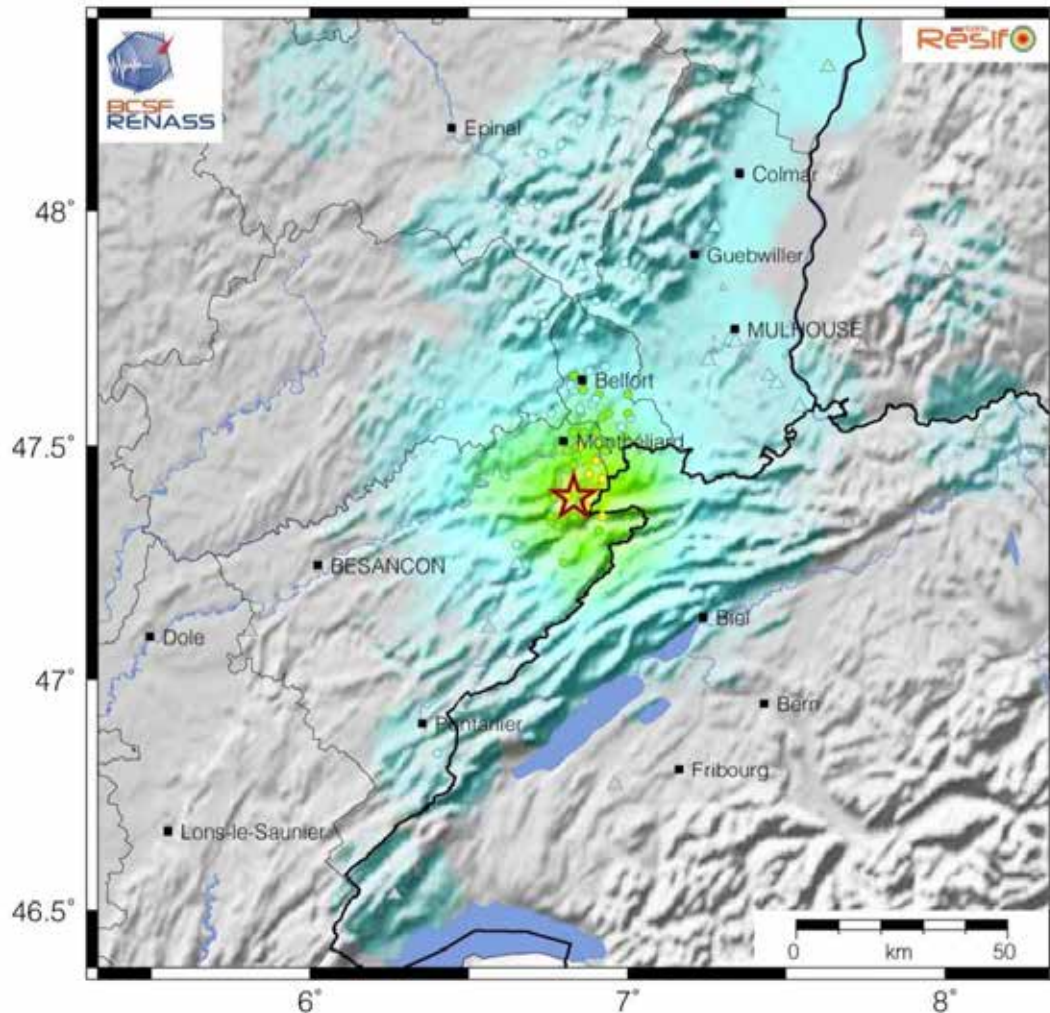 BCSF
RENASS
Résif
Epinal
Colmar
48°
Guebwiller
MULHOUSE
Belfort
Montbéliard
47.5°
BESANCON
Biel
Dole
47°
Bern
Pontarlier
Fribourg
Lons-le-Saunier
46.5°
0 50
km
6° 7° 8°